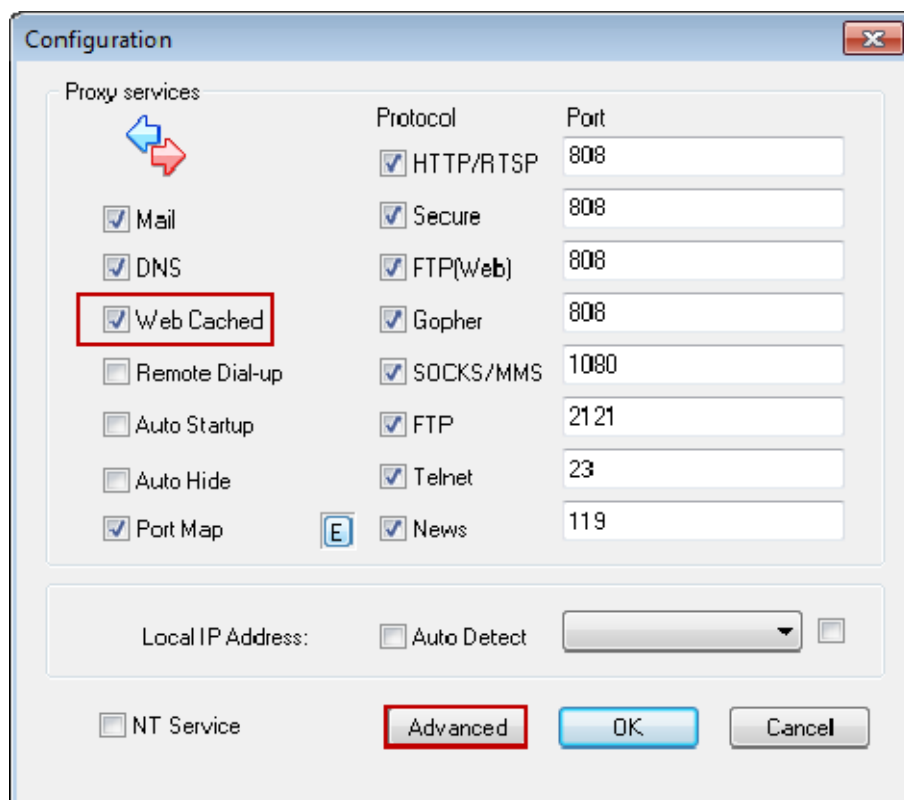 Configuration
Proxy services
Protocol Port
HTTP/RTSP 808
Mail Secure 808
DNS FTP(Web) 808
Web Cached Gopher 808
Remote Dial-up SOCKS/MMS 1080
Auto Startup FTP 2121
Auto Hide Telnet 23
Port Map E News 119
Local IP Address: Auto Detect
NT Service Advanced OK Cancel